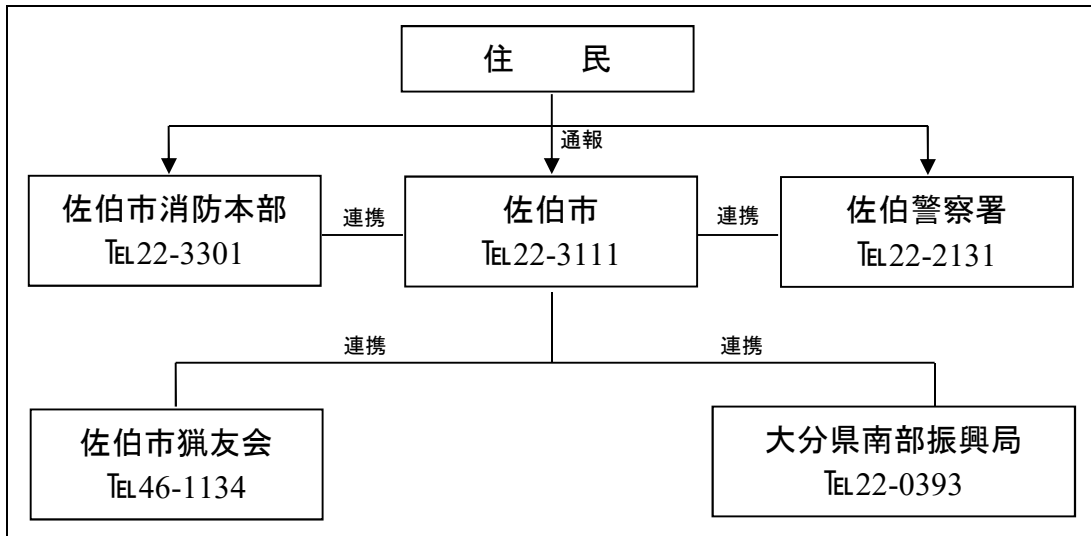 住　　民
通報
佐伯市消防本部
℡22-3301
連携
佐伯市
℡22-3111
連携
佐伯警察署
℡22-2131
連携
連携
佐伯市猟友会
℡46-1134
大分県南部振興局
℡22-0393